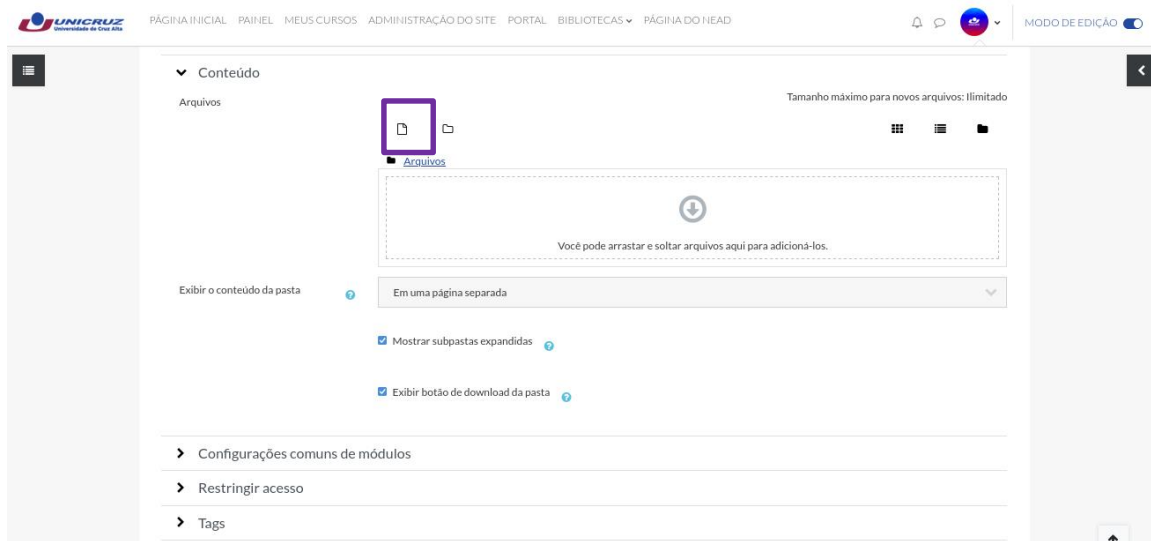 UNICRUZ
Universidade de Cruz Alta
PÁGINA INICIAL PAINEL MEUS CURSOS ADMINISTRAÇÃO DO SITE PORTAL BIBLIOTECAS PÁGINA DO NEAD
MODO DE EDIÇÃO
Conteúdo
Arquivos
Tamanho máximo para novos arquivos: Ilimitado
Arquivos
Você pode arrastar e soltar arquivos aqui para adicioná-los.
Exibir o conteúdo da pasta
Em uma página separada
Mostrar subpastas expandidas
Exibir botão de download da pasta
Configurações comuns de módulos
Restringir acesso
Tags